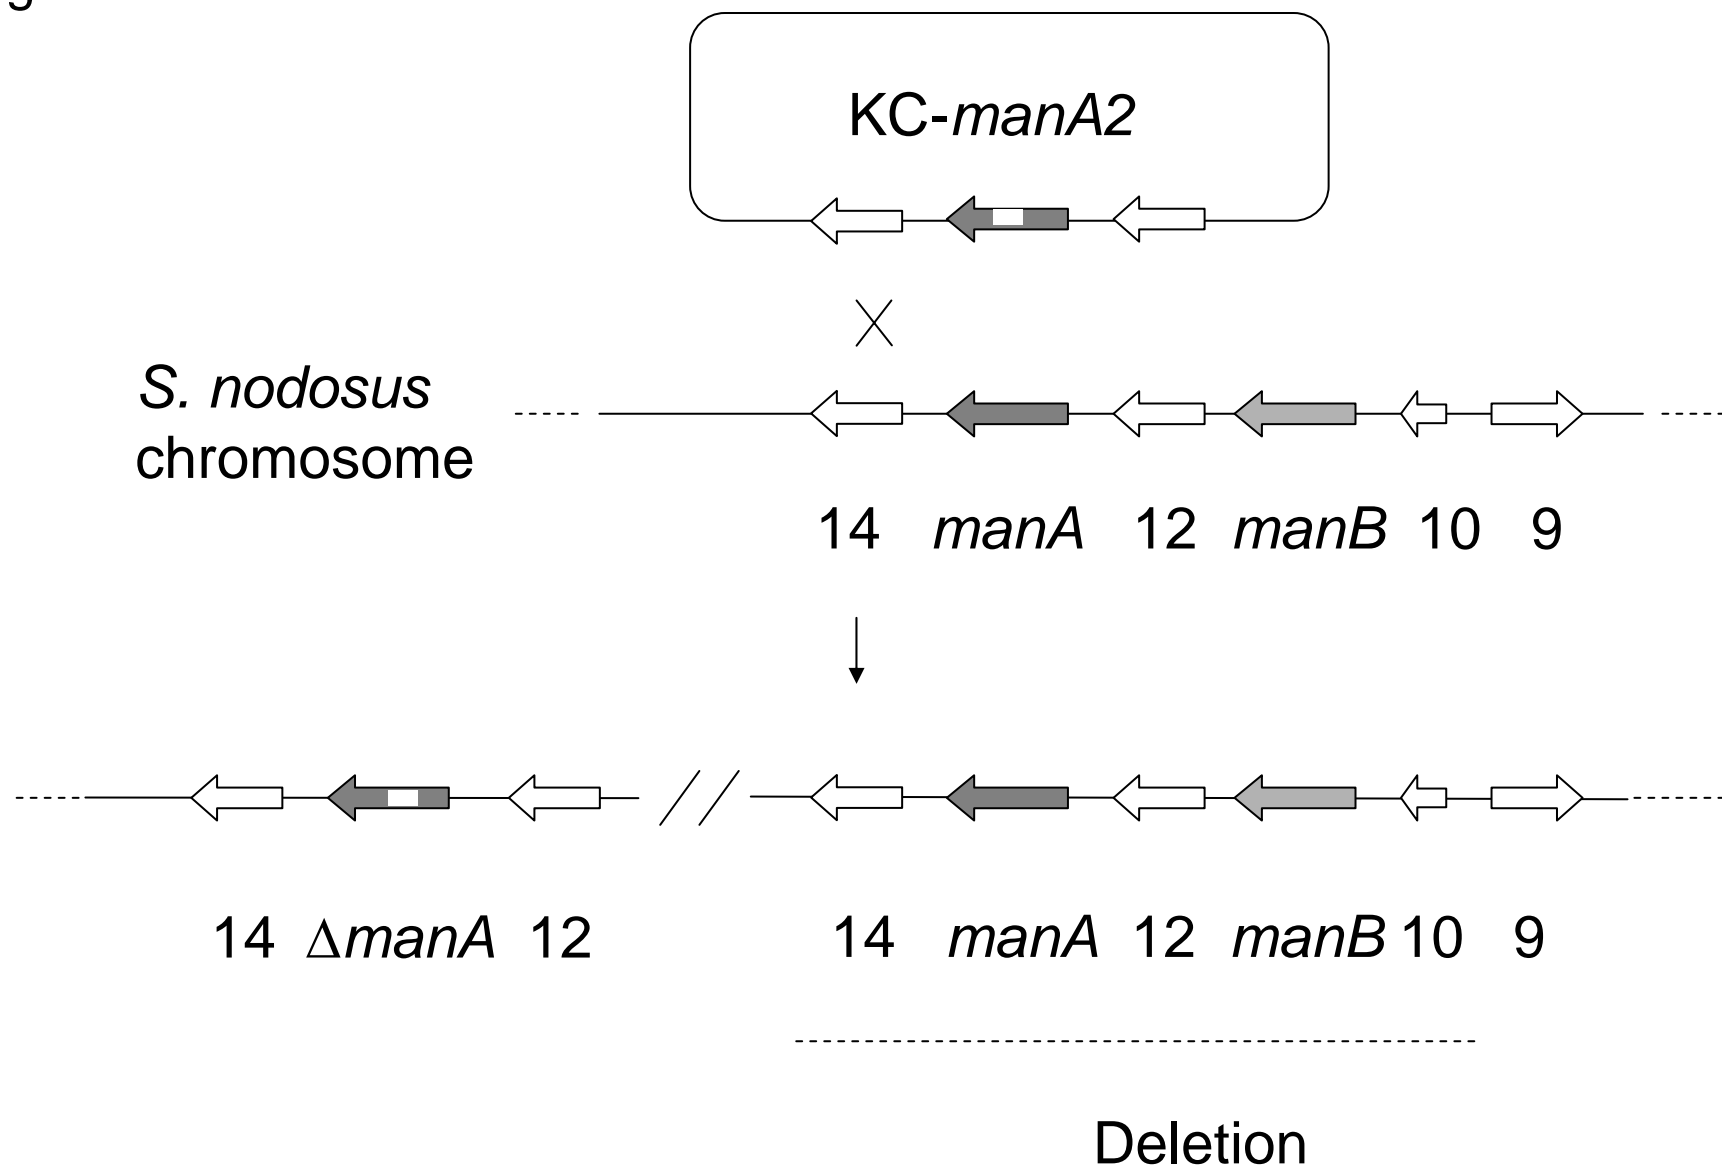 KC-manA2
S. nodosus
chromosome
14 manA 12 manB 10 9
14 ΔmanA 12 14 manA 12 manB 10 9
Deletion